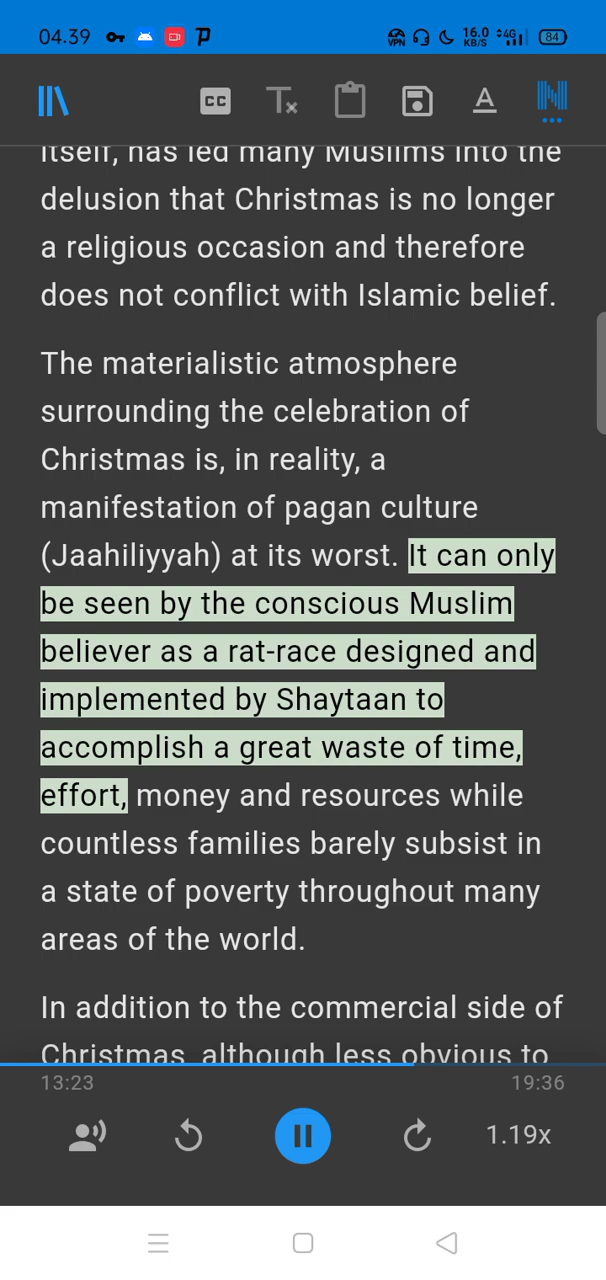 04.39
VPN
16.0
KB/S
4G
84
CC
itself, has led many Muslims into the
delusion that Christmas is no longer
a religious occasion and therefore
does not conflict with Islamic belief.
The materialistic atmosphere
surrounding the celebration of
Christmas is, in reality, a
manifestation of pagan culture
(Jaahiliyyah) at its worst. It can only
be seen by the conscious Muslim
believer as a rat-race designed and
implemented by Shaytaan to
accomplish a great waste of time,
effort, money and resources while
countless families barely subsist in
a state of poverty throughout many
areas of the world.
In addition to the commercial side of
Christmas, although less obvious to
13:23
19:36
1.19x